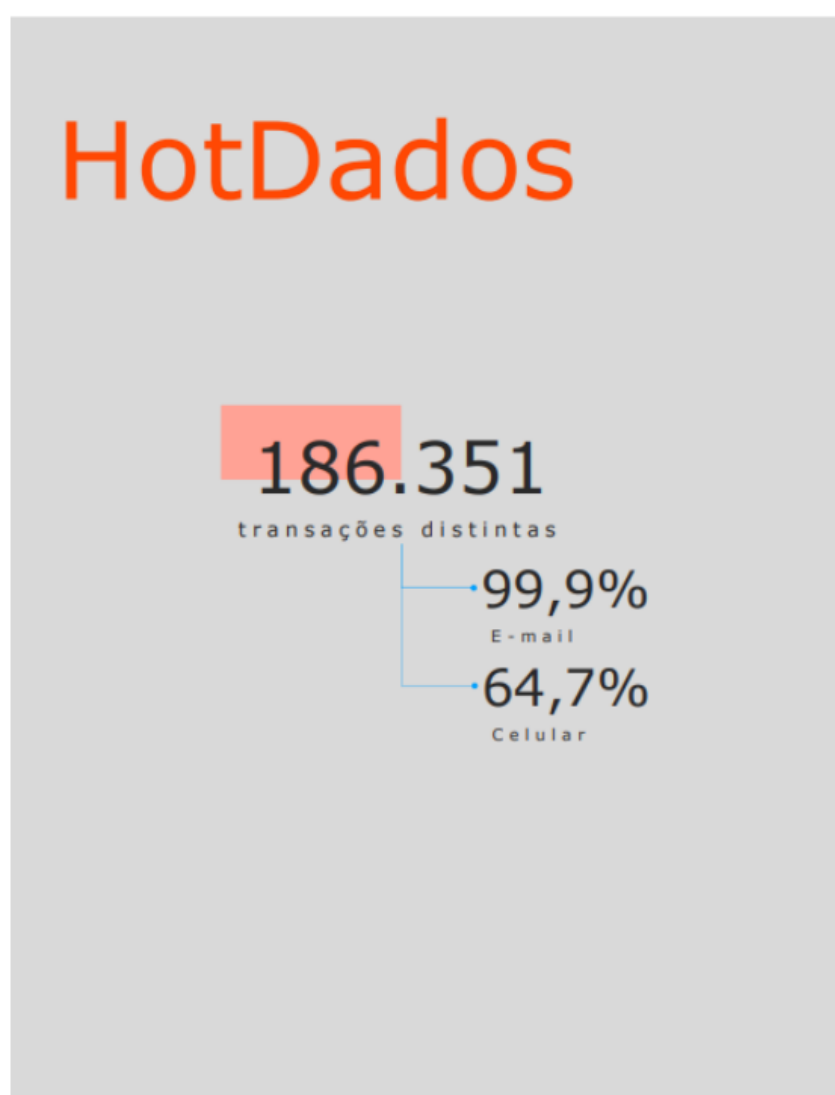 HotDados
186.351
transações distintas
99,9%
E-mail
64,7%
Celular